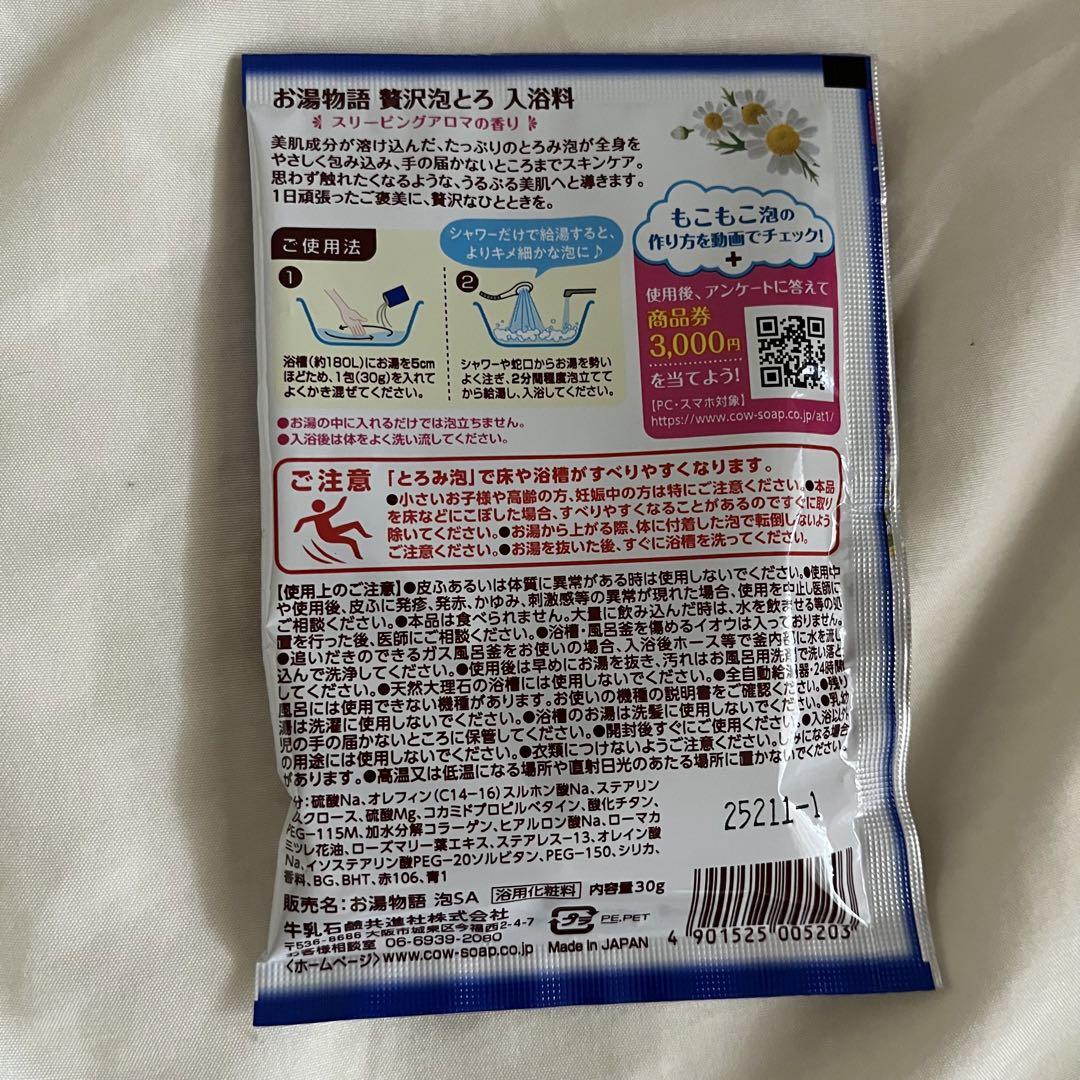 お湯物語 贅沢泡とろ 入浴料
スリーピングアロマの香り
美肌成分が溶け込んだ、たっぷりのとろみ泡が全身を
やさしく包み込み、手の届かないところまでスキンケア。
思わず触れたくなるような、うるぷる美肌へと導きます。
1日頑張ったご褒美に、贅沢なひとときを。
ご使用法
1
浴槽(約180L)にお湯を5cm
ほどため、1包(30g)を入れて
よくかき混ぜてください。
シャワーだけで給湯すると、
よりキメ細かな泡に♪
2
シャワーや蛇口からお湯を勢い
よく注ぎ、2分間程度泡立てて
から給湯し、入浴してください。
●お湯の中に入れるだけでは泡立ちません。
●入浴後は体をよく洗い流してください。
もこもこ泡の
作り方を動画でチェック!
+
使用後、アンケートに答えて
商品券
3,000円
を当てよう!
【PC・スマホ対象】
https://www.cow-soap.co.jp/at1/
ご注意 「とろみ泡」で床や浴槽がすべりやすくなります。
●小さいお子様や高齢の方、妊娠中の方は特にご注意ください。●本品
を床などにこぼした場合、すべりやすくなることがあるのですぐに取り
除いてください。●お湯から上がる際、体に付着した泡で転倒しないよう
ご注意ください。●お湯を抜いた後、すぐに浴槽を洗ってください。
【使用上のご注意】●皮ふあるいは体質に異常がある時は使用しないでください。●使用中
や使用後、皮ふに発疹、発赤、かゆみ、刺激感等の異常が現れた場合、使用を中止し医師に
ご相談ください。●本品は食べられません。大量に飲み込んだ時は、水を飲ませる等の処
置を行った後、医師にご相談ください。●浴槽・風呂釜を傷めるイオウは入っておりません。
●追いだきのできるガス風呂釜をお使いの場合、入浴後ホース等で釜内部に水を流し
込んで洗浄してください。●使用後は早めにお湯を抜き、汚れはお風呂用洗剤で洗い落と
してください。●天然大理石の浴槽には使用しないでください。●全自動給湯器・24時間
風呂には使用できない機種があります。お使いの機種の説明書をご確認ください。●残り
湯は洗濯に使用しないでください。●浴槽のお湯は洗髪に使用しないでください。●乳幼
児の手の届かないところに保管してください。●開封後すぐにご使用ください。●入浴以外
の用途には使用しないでください。●衣類につけないようご注意ください。しみになる場合
があります。●高温又は低温になる場所や直射日光のあたる場所に置かないでください。
分:硫酸Na、オレフィン(C14-16)スルホン酸Na、ステアリン
スクロース、硫酸Mg、コカミドプロピルベタイン、酸化チタン、
PEG-115M、加水分解コラーゲン、ヒアルロン酸Na、ローマカ
ミツレ花油、ローズマリー葉エキス、ステアレス-13、オレイン酸
Na、イソステアリン酸PEG-20ソルビタン、PEG-150、シリカ、
香料、BG、BHT、赤106、青1
25211-1
販売名:お湯物語 泡SA 浴用化粧料 内容量30g
牛乳石鹼共進社株式会社
〒536-8686 大阪市城東区今福西2-4-7
お客様相談室 06-6939-2080
〈ホームページ〉www.cow-soap.co.jp
プラ PE,PET
Made in JAPAN
4 901525 005203